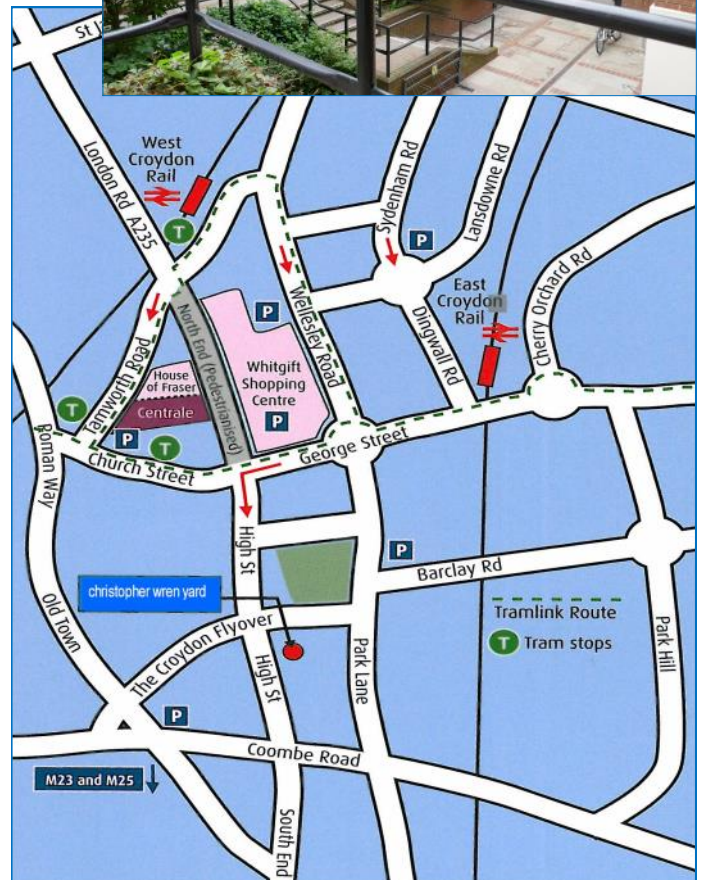 St J
London Rd A235
West
Croydon
Rail
T
Sydenham Rd
Lansdowne Rd
P
East
Croydon
Rail
Cherry Orchard Rd
Dingwall Rd
Wellesley Road
North End (Pedestrianised)
P
Whitgift
Shopping
Centre
P
Tamworth Road
House
of Fraser
Centrale
T
P
T
Roman Way
Church Street
George Street
High St
P
Barclay Rd
christopher wren yard
Tramlink Route
T Tram stops
Old Town
The Croydon Flyover
High St
Park Lane
Park Hill
P
Coombe Road
M23 and M25
South End